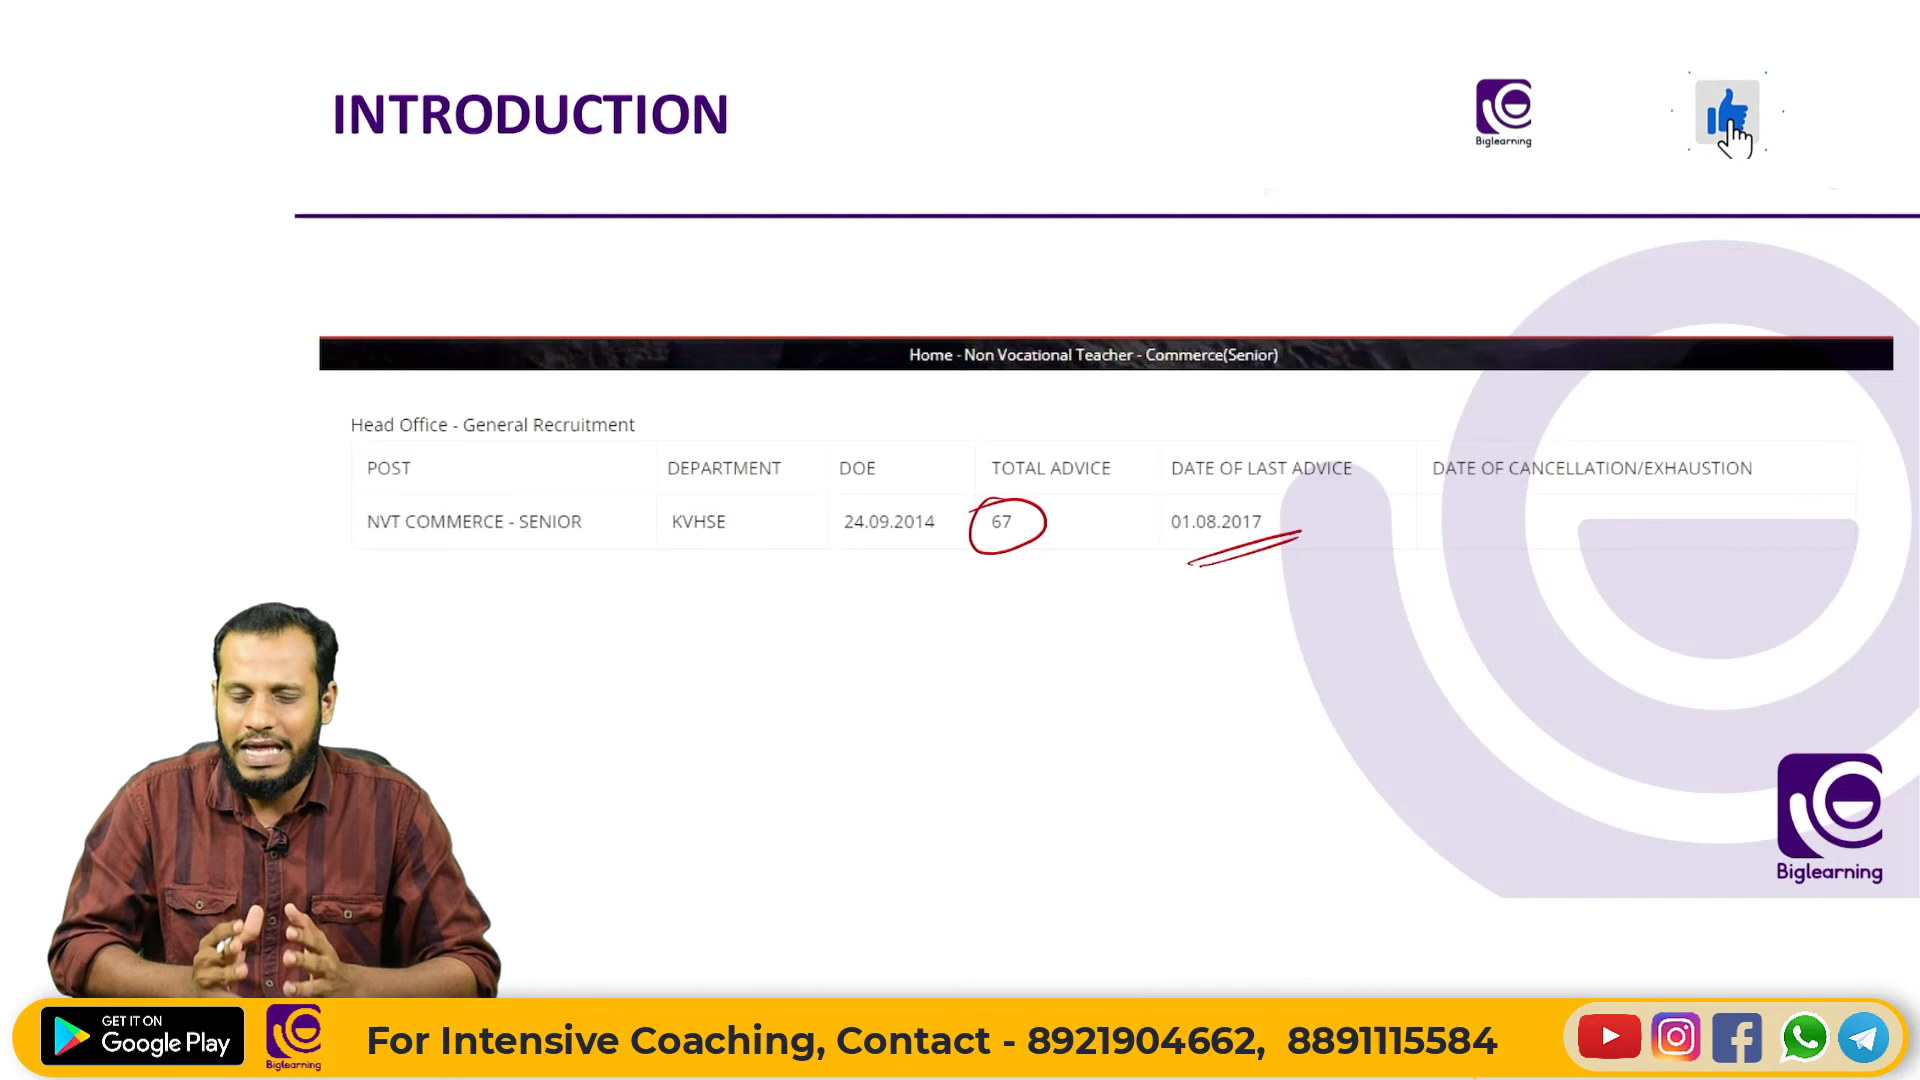 INTRODUCTION
Biglearning
Home - Non Vocational Teacher - Commerce(Senior)
Head Office - General Recruitment
POST DEPARTMENT DOE TOTAL ADVICE DATE OF LAST ADVICE DATE OF CANCELLATION/EXHAUSTION
NVT COMMERCE - SENIOR KVHSE 24.09.2014 67 01.08.2017
Biglearning
GET IT ON
Google Play
Biglearning
For Intensive Coaching, Contact - 8921904662, 8891115584